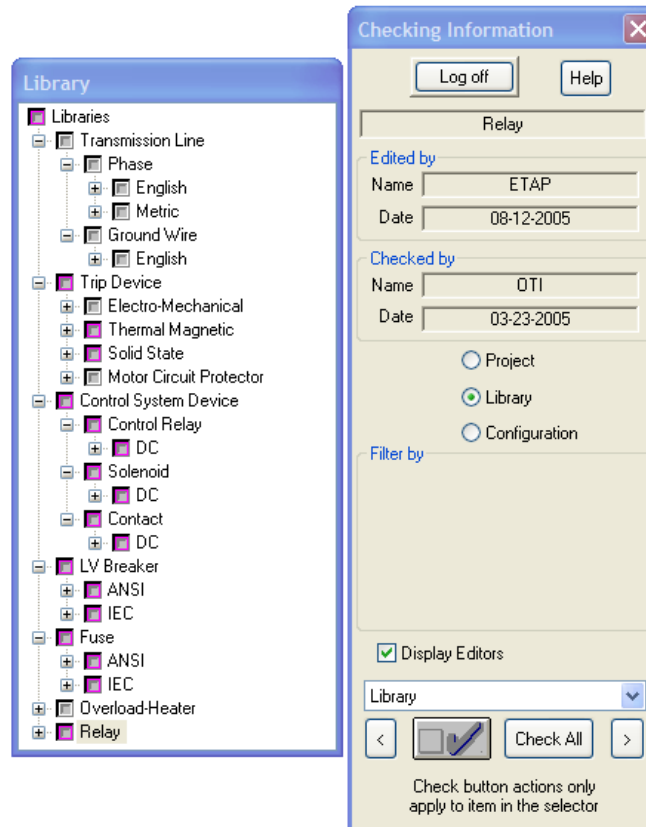 Library
Libraries
Transmission Line
Phase
English
Metric
Ground Wire
English
Trip Device
Electro-Mechanical
Thermal Magnetic
Solid State
Motor Circuit Protector
Control System Device
Control Relay
DC
Solenoid
DC
Contact
DC
LV Breaker
ANSI
IEC
Fuse
ANSI
IEC
Overload-Heater
Relay
Checking Information
Log off Help
Relay
Edited by
Name ETAP
Date 08-12-2005
Checked by
Name OTI
Date 03-23-2005
Project
Library
Configuration
Filter by
Display Editors
Library
< Check All >
Check button actions only
apply to item in the selector